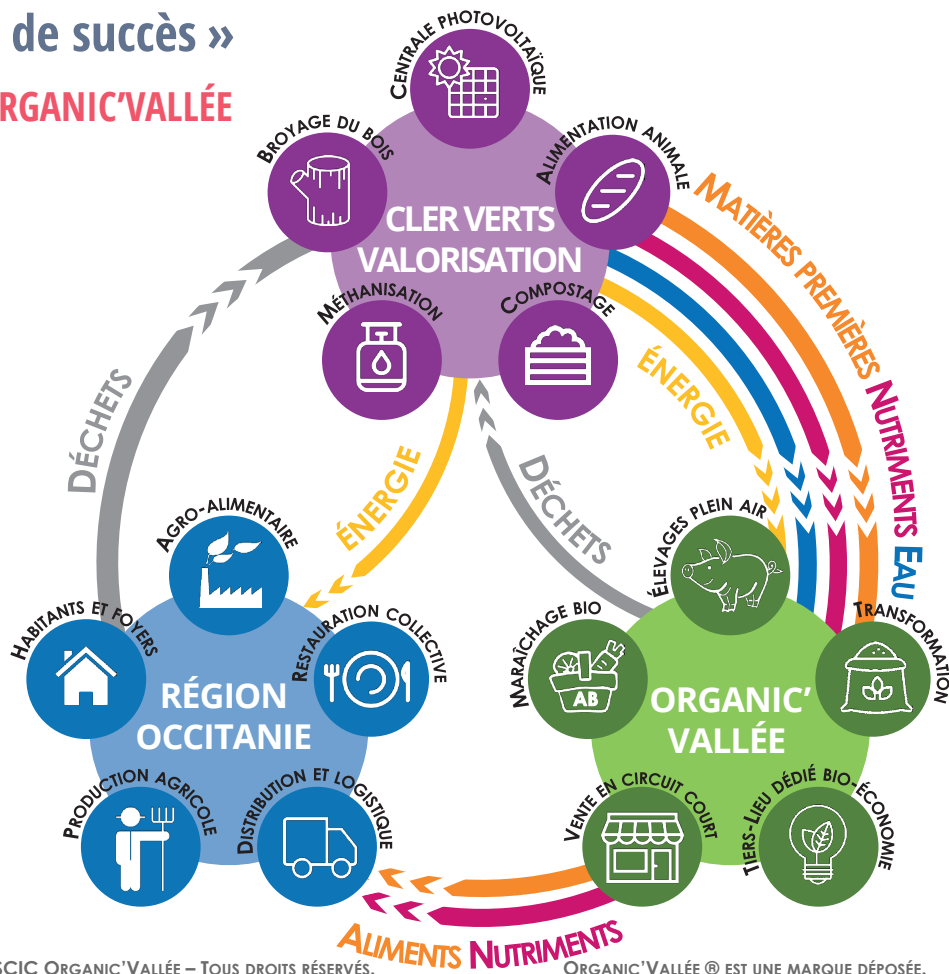 de succès »
RGANIC'VALLÉE
CENTRALE PHOTOVOLTAÏQUE
BROYAGE DU BOIS
ALIMENTATION ANIMALE
CLER VERTS
VALORISATION
MÉTHANISATION
COMPOSTAGE
MATIÈRES PREMIÈRES NUTRIMENTS EAU
ÉNERGIE
DÉCHETS
ÉNERGIE
DÉCHETS
AGRO-ALIMENTAIRE
HABITANTS ET FOYERS
RESTAURATION COLLECTIVE
RÉGION
OCCITANIE
PRODUCTION AGRICOLE
DISTRIBUTION ET LOGISTIQUE
ÉLEVAGES PLEIN AIR
MARAÎCHAGE BIO
AB
TRANSFORMATION
ORGANIC'
VALLÉE
VENTE EN CIRCUIT COURT
TIERS-LIEU DÉDIÉ BIO-ÉCONOMIE
ALIMENTS NUTRIMENTS
SCIC ORGANIC'VALLÉE – TOUS DROITS RÉSERVÉS.
ORGANIC'VALLÉE ® EST UNE MARQUE DÉPOSÉE.